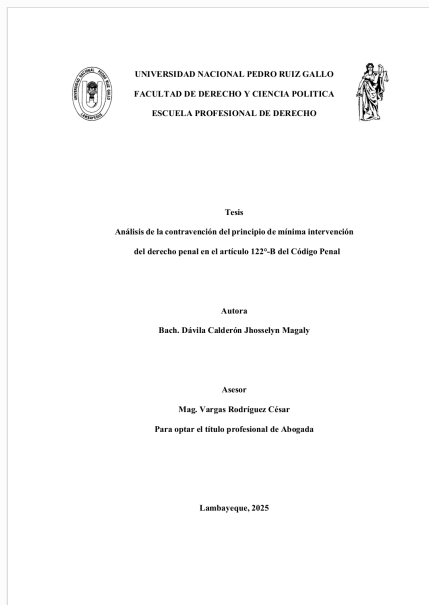 UNIVERSIDAD NACIONAL PEDRO RUIZ GALLO
FACULTAD DE DERECHO Y CIENCIA POLITICA
ESCUELA PROFESIONAL DE DERECHO
Tesis
Análisis de la contravención del principio de mínima intervención
del derecho penal en el artículo 122°-B del Código Penal
Autora
Bach. Dávila Calderón Jhosselyn Magaly
Asesor
Mag. Vargas Rodríguez César
Para optar el título profesional de Abogada
Lambayeque, 2025